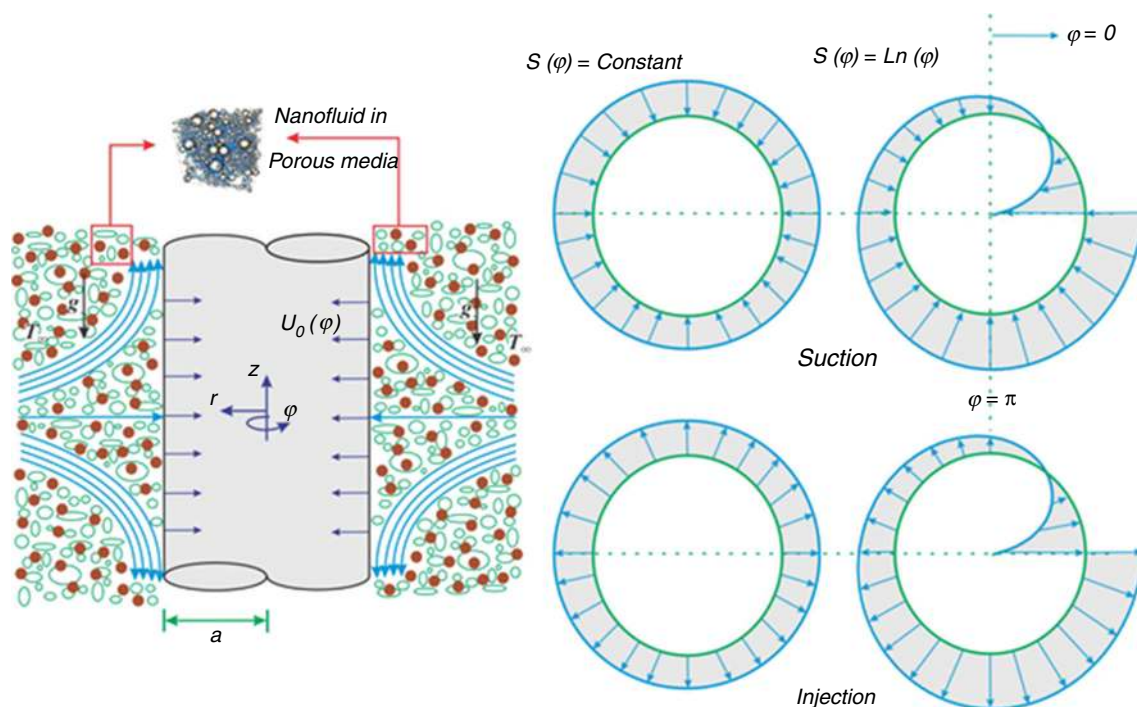 Nanofluid in
Porous media
g
T∞
U₀(φ)
z
r
φ
g
T∞
a
S (φ) = Constant
S (φ) = Ln (φ)
φ = 0
Suction
φ = π
Injection